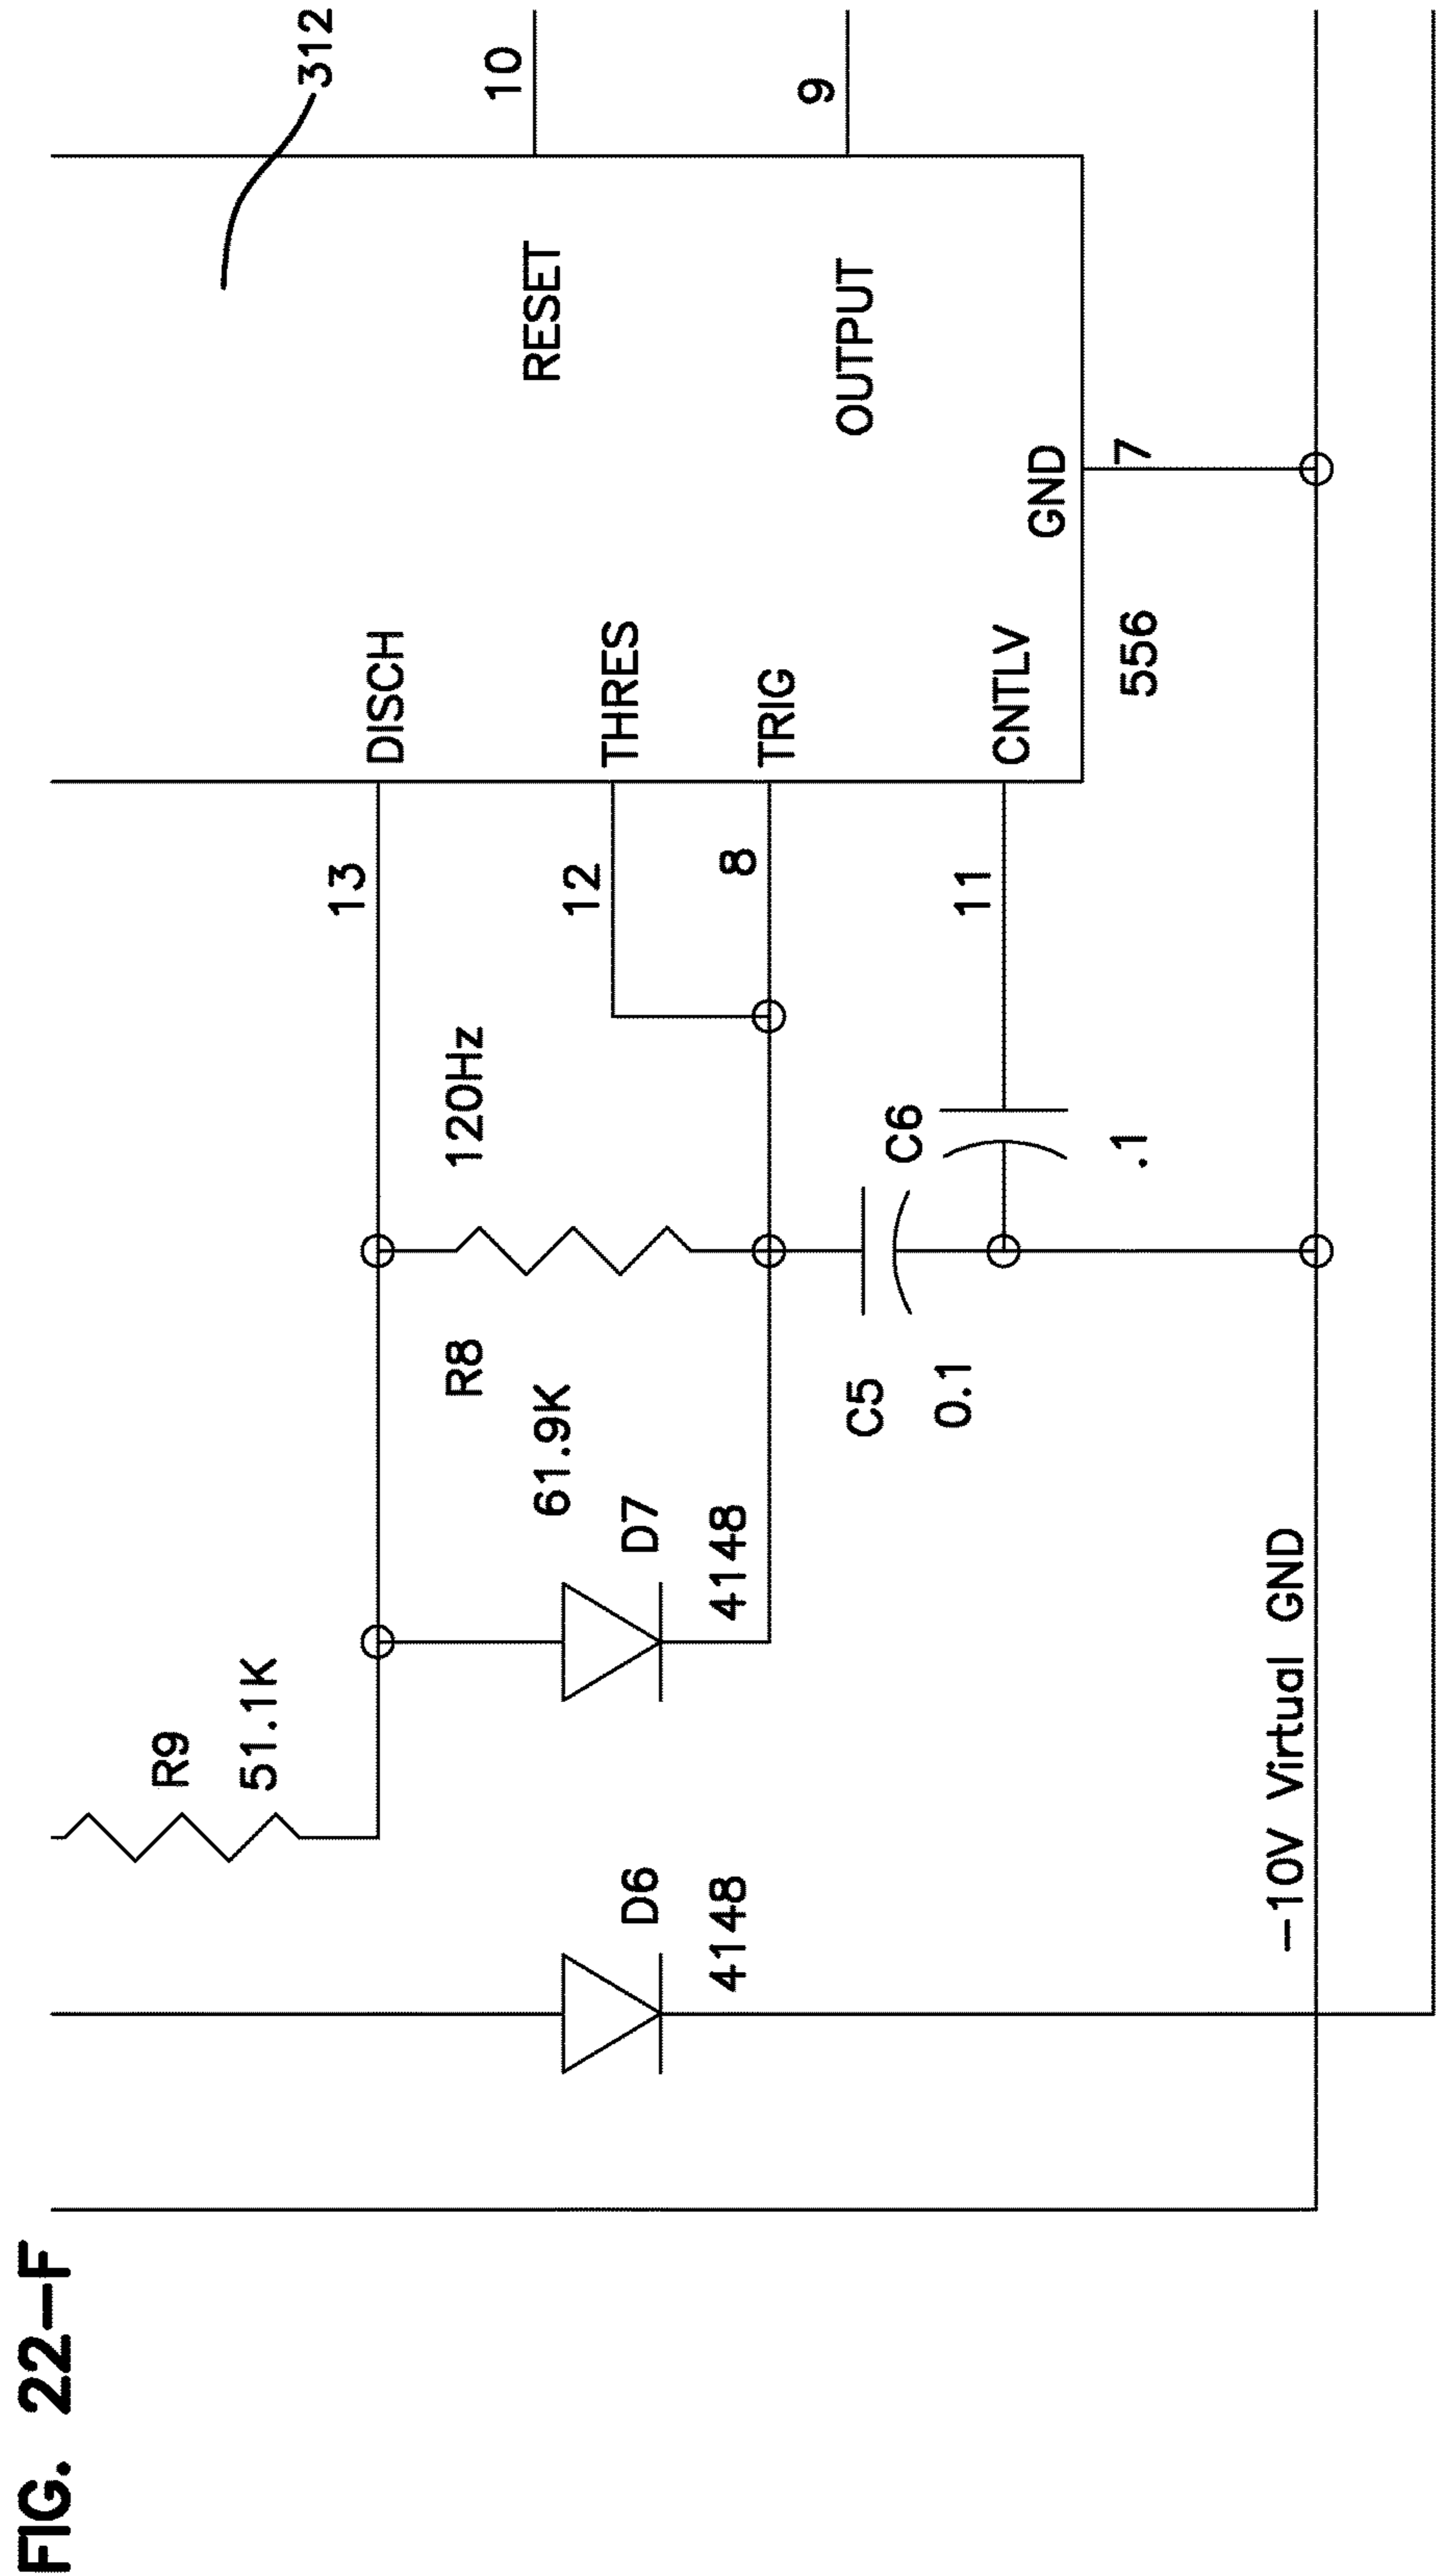 FIG. 22-F
R9
51.1K
D6
4148
D7
4148
R8
61.9K
120Hz
C5
0.1
C6
.1
13
12
8
11
DISCH
THRES
TRIG
CNTLV
GND
7
556
RESET
OUTPUT
10
9
312
-10V Virtual GND